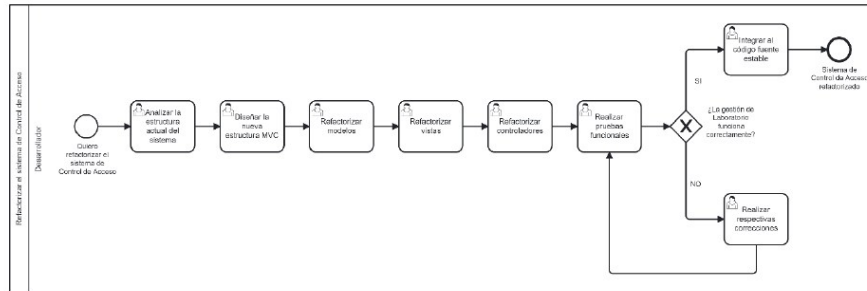 Refactorizar el sistema de Control de Acceso
Desarrollador
Quiere
refactorizar el
sistema de
Control de Acceso
Analizar la
estructura
actual del
sistema
Diseñar la
nueva
estructura MVC
Refactorizar
modelos
Refactorizar
vistas
Refactorizar
controladores
Realizar
pruebas
funcionales
¿La gestión de
Laboratorio
funciona
correctamente?
SI
Integrar al
código fuente
estable
Sistema de
Control de Acceso
refactorizado
NO
Realizar
respectivas
correcciones